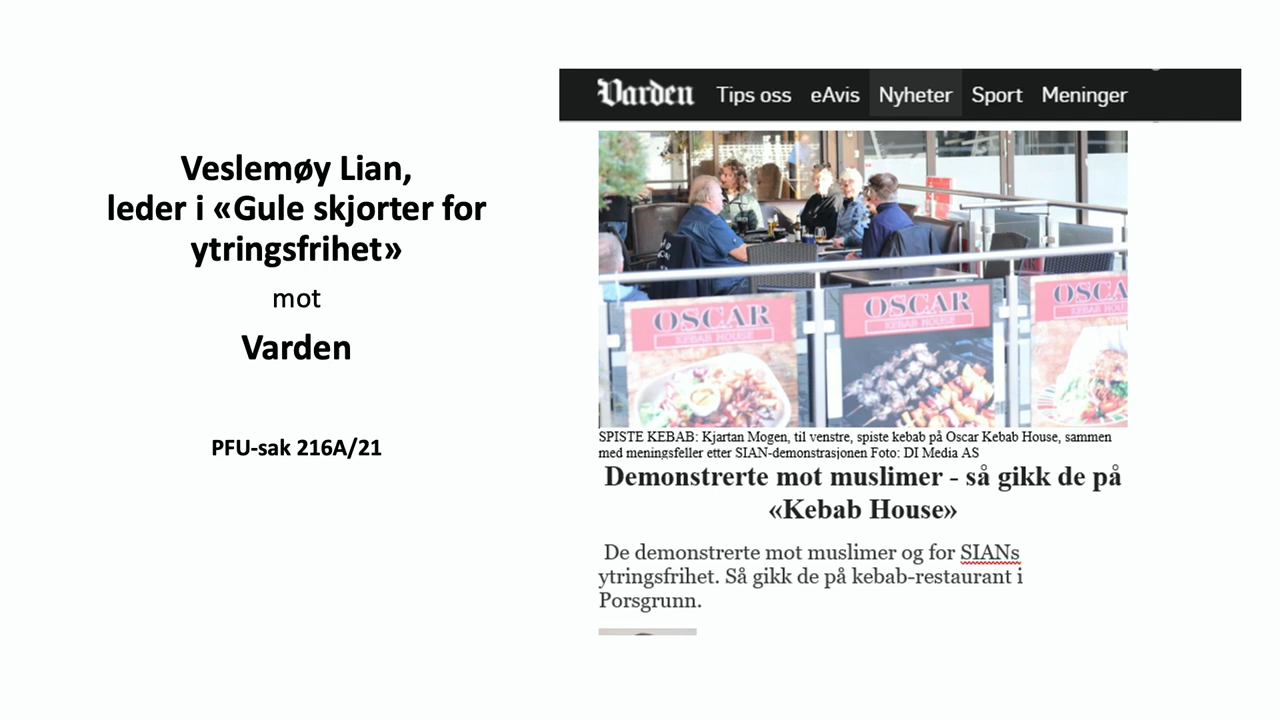 Veslemøy Lian,
leder i «Gule skjorter for
ytringsfrihet»
mot
Varden
PFU-sak 216A/21
Varden Tips oss eAvis Nyheter Sport Meninger
OSCAR OSCAR OSCA
KEBAB HOUSE KEBAB HOUSE
SPISTE KEBAB: Kjartan Mogen, til venstre, spiste kebab på Oscar Kebab House, sammen
med meningsfeller etter SIAN-demonstrasjonen Foto: DI Media AS
Demonstrerte mot muslimer - så gikk de på
«Kebab House»
De demonstrerte mot muslimer og for SIANs
ytringsfrihet. Så gikk de på kebab-restaurant i
Porsgrunn.